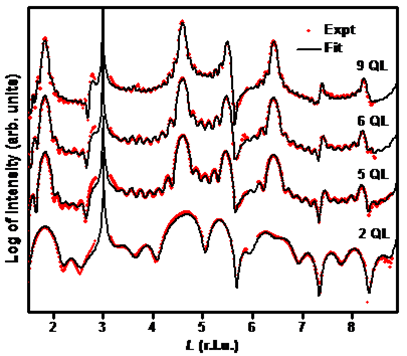 Expt
Fit
9 QL
6 QL
5 QL
2 QL
Log of Intensity (arb. units)
2 3 4 5 6 7 8
L (r.l.u.)